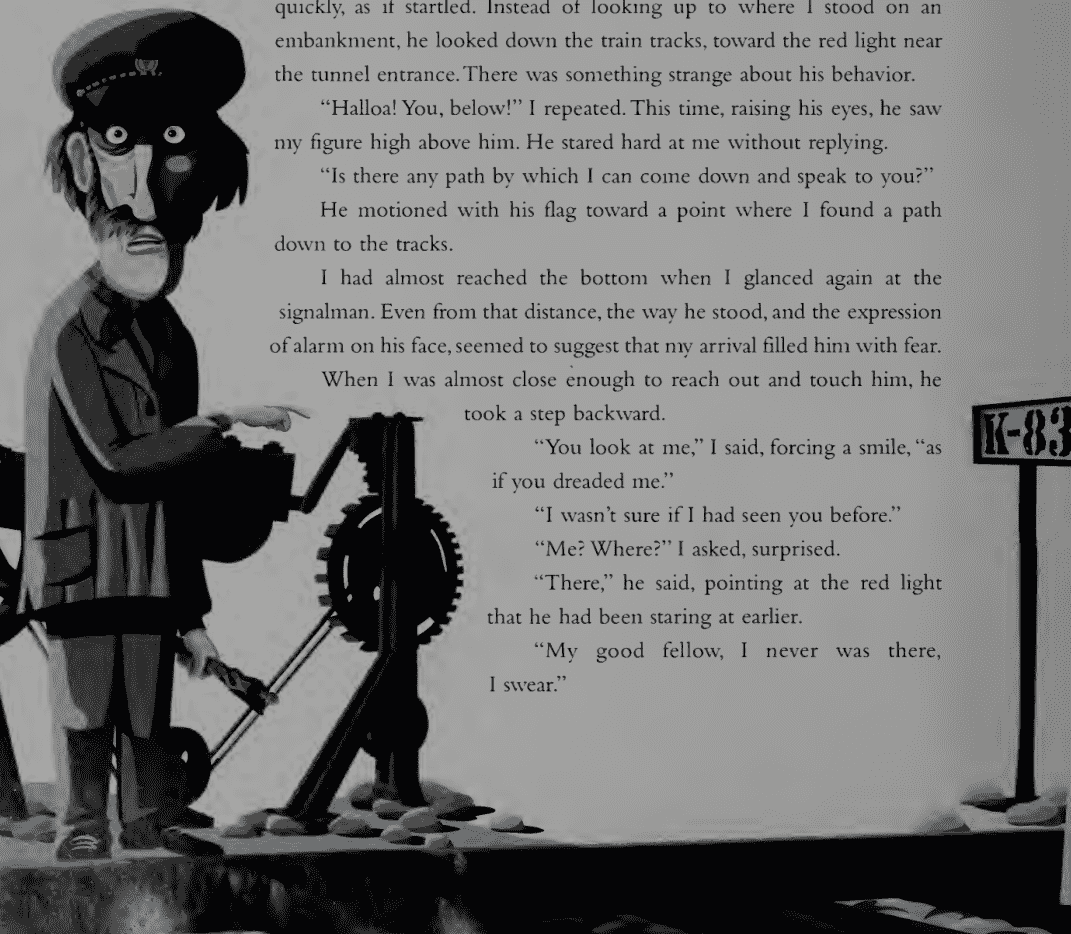 quickly, as if startled. Instead of looking up to where I stood on an
embankment, he looked down the train tracks, toward the red light near
the tunnel entrance. There was something strange about his behavior.
“Halloa! You, below!” I repeated. This time, raising his eyes, he saw
my figure high above him. He stared hard at me without replying.
“Is there any path by which I can come down and speak to you?”
He motioned with his flag toward a point where I found a path
down to the tracks.
I had almost reached the bottom when I glanced again at the
signalman. Even from that distance, the way he stood, and the expression
of alarm on his face, seemed to suggest that my arrival filled him with fear.
When I was almost close enough to reach out and touch him, he
took a step backward.
“You look at me,” I said, forcing a smile, “as
if you dreaded me.”
“I wasn’t sure if I had seen you before.”
“Me? Where?” I asked, surprised.
“There,” he said, pointing at the red light
that he had been staring at earlier.
“My good fellow, I never was there,
I swear.”
K-83